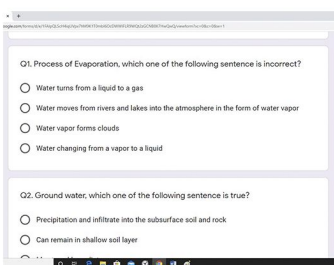 Q1. Process of Evaporation, which one of the following sentence is incorrect?
Water turns from a liquid to a gas
Water moves from rivers and lakes into the atmosphere in the form of water vapor
Water vapor forms clouds
Water changing from a vapor to a liquid
Q2. Ground water, which one of the following sentence is true?
Precipitation and infiltrate into the subsurface soil and rock
Can remain in shallow soil layer